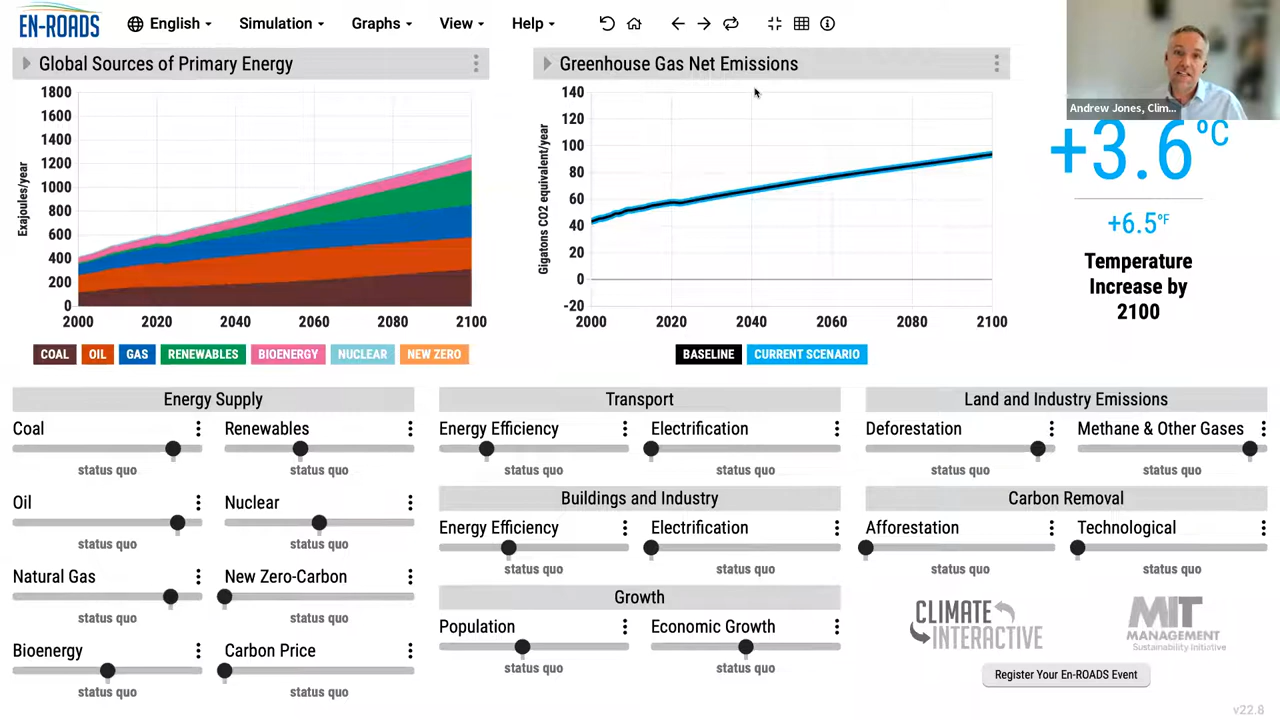 EN-ROADS
English
Simulation
Graphs
View
Help
Global Sources of Primary Energy
Exajoules/year
1800
1600
1400
1200
1000
800
600
400
200
0
2000
2020
2040
2060
2080
2100
COAL
OIL
GAS
RENEWABLES
BIOENERGY
NUCLEAR
NEW ZERO
Greenhouse Gas Net Emissions
Gigatons CO2 equivalent/year
140
120
100
80
60
40
20
0
-20
2000
2020
2040
2060
2080
2100
BASELINE
CURRENT SCENARIO
Andrew Jones, Clim...
+3.6°C
+6.5°F
Temperature
Increase by
2100
Energy Supply
Coal
status quo
Renewables
status quo
Oil
status quo
Nuclear
status quo
Natural Gas
status quo
New Zero-Carbon
status quo
Bioenergy
status quo
Carbon Price
status quo
Transport
Energy Efficiency
status quo
Electrification
status quo
Buildings and Industry
Energy Efficiency
status quo
Electrification
status quo
Growth
Population
status quo
Economic Growth
status quo
Land and Industry Emissions
Deforestation
status quo
Methane & Other Gases
status quo
Carbon Removal
Afforestation
status quo
Technological
status quo
CLIMATE
INTERACTIVE
MIT
MANAGEMENT
Sustainability Initiative
Register Your En-ROADS Event
v22.8